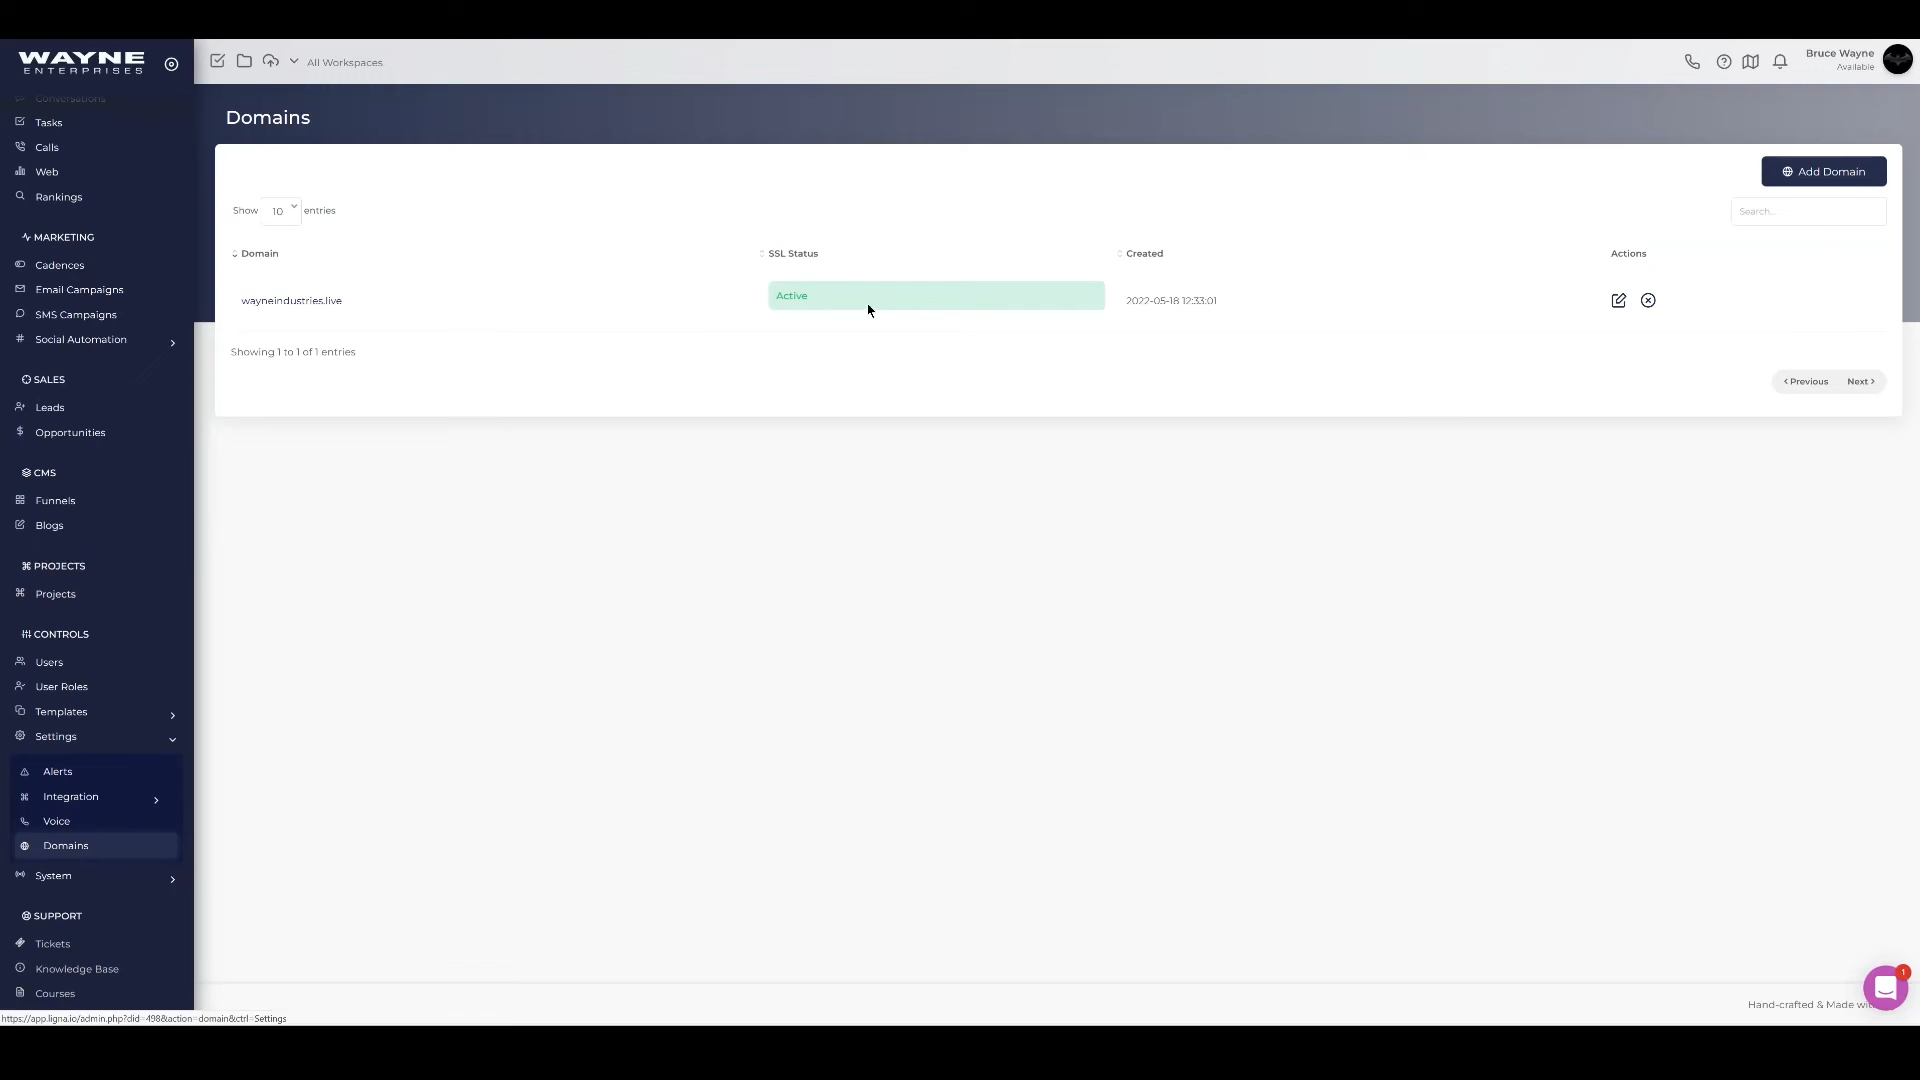 WAYNE
ENTERPRISES
All Workspaces
Bruce Wayne
Available
Conversations
Tasks
Calls
Web
Rankings
MARKETING
Cadences
Email Campaigns
SMS Campaigns
Social Automation
SALES
Leads
Opportunities
CMS
Funnels
Blogs
PROJECTS
Projects
CONTROLS
Users
User Roles
Templates
Settings
Alerts
Integration
Voice
Domains
System
SUPPORT
Tickets
Knowledge Base
Courses
Domains
Add Domain
Show 10 entries
Search...
Domain SSL Status Created Actions
wayneindustries.live Active 2022-05-18 12:33:01
Showing 1 to 1 of 1 entries
Previous Next
1
Hand-crafted & Made
https://app.ligna.io/admin.php?did=498&action=domain&ctrl=Settings